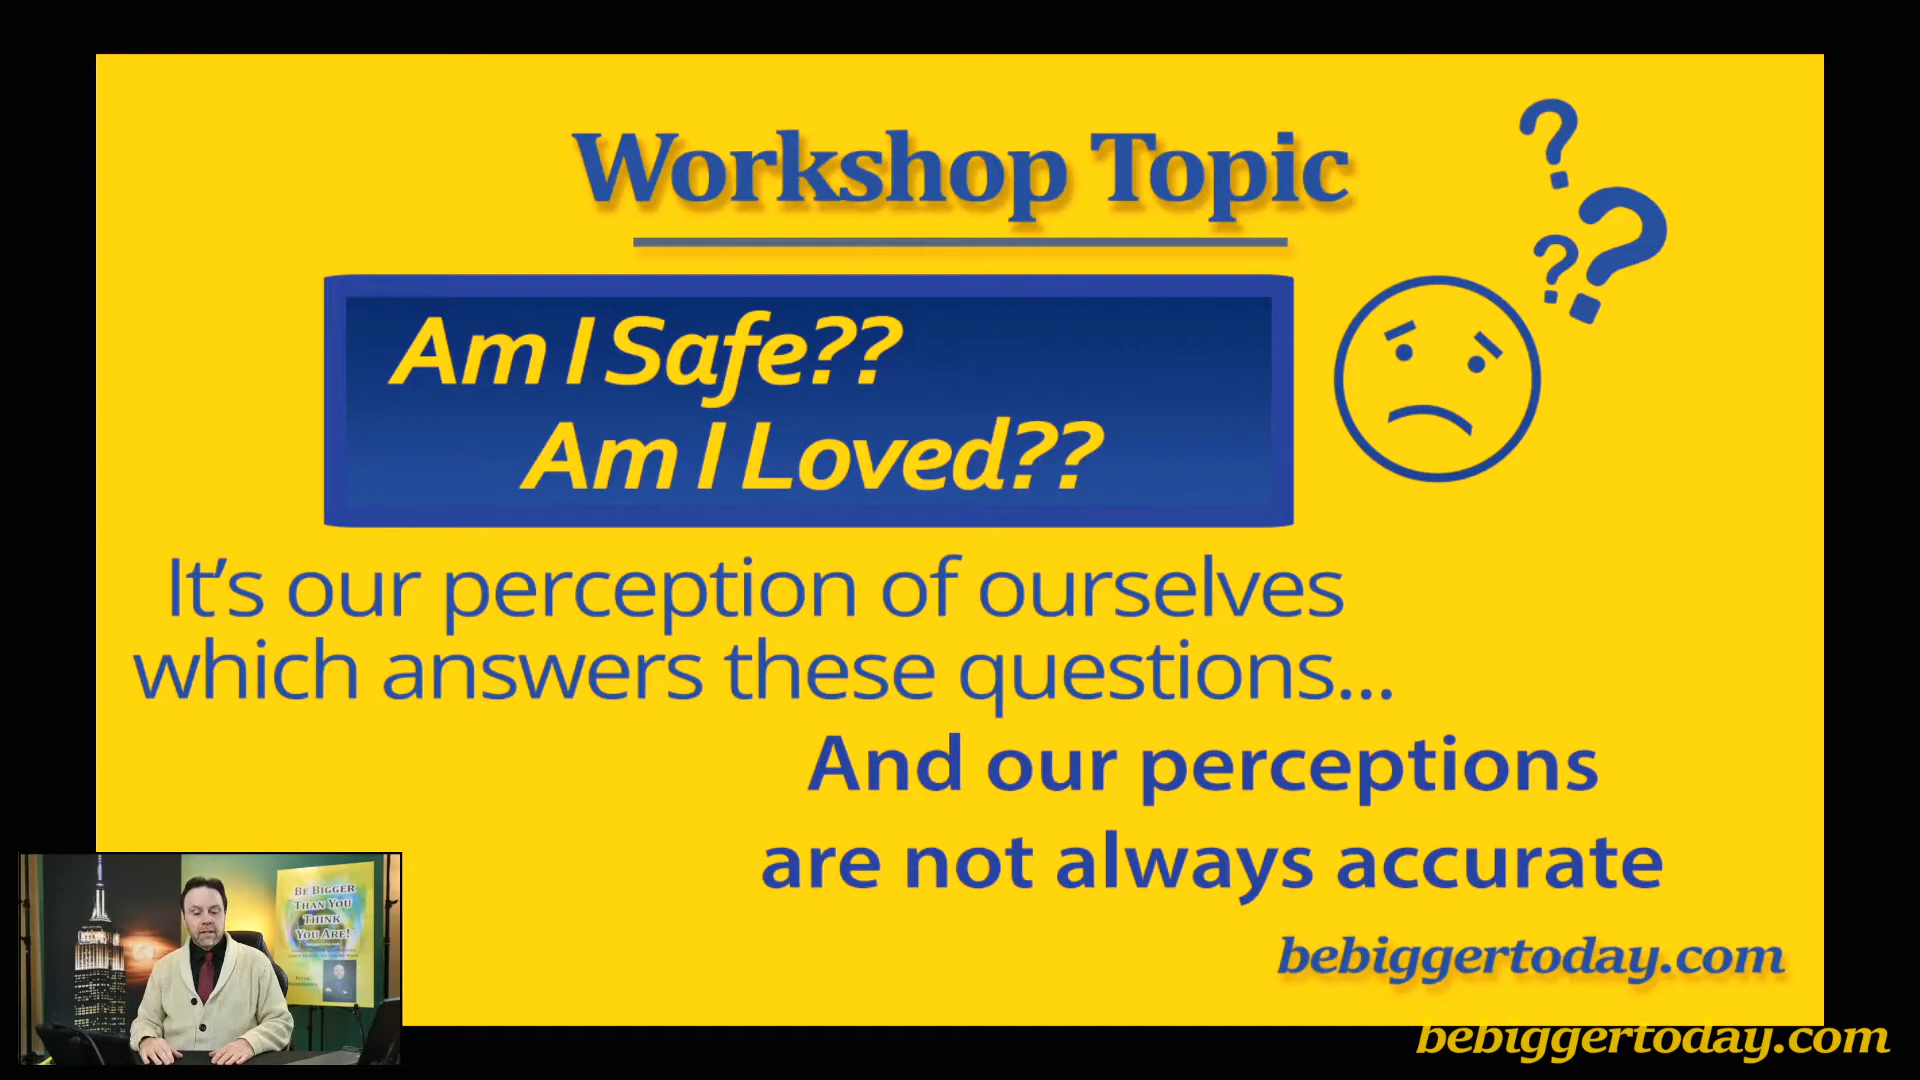 Workshop Topic
Am I Safe??
Am I Loved??
It's our perception of ourselves
which answers these questions...
And our perceptions
are not always accurate
bebiggertoday.com
bebiggertoday.com
Be Bigger
Than You
Think
You Are!
Peter